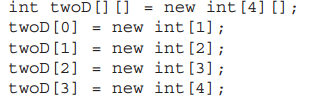 int twoD[][] = new int[4][];
twoD[0] = new int[1];
twoD[1] = new int[2];
twoD[2] = new int[3];
twoD[3] = new int[4];